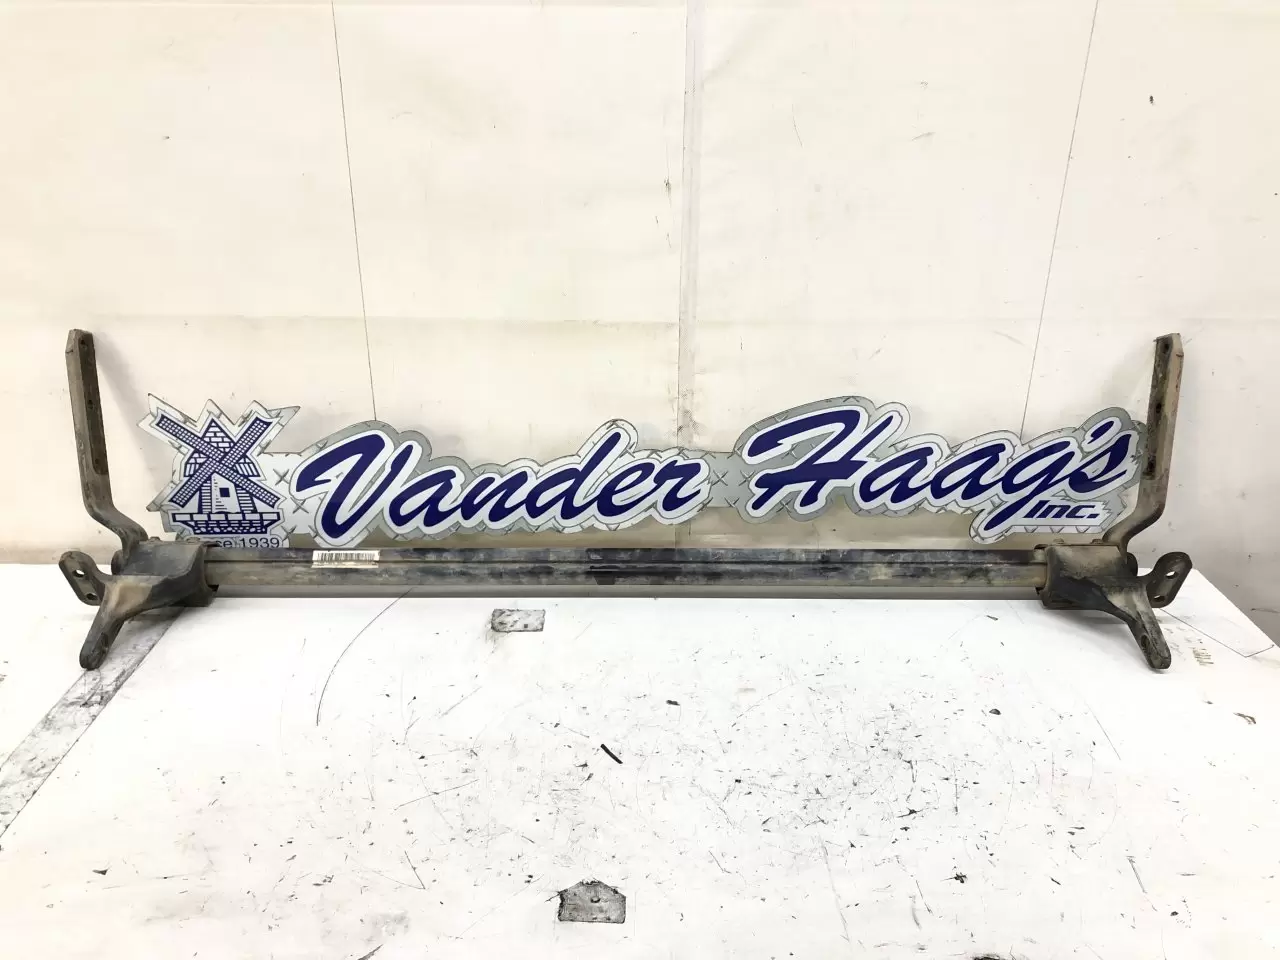 Vander Haag's
Inc.
Since 1939